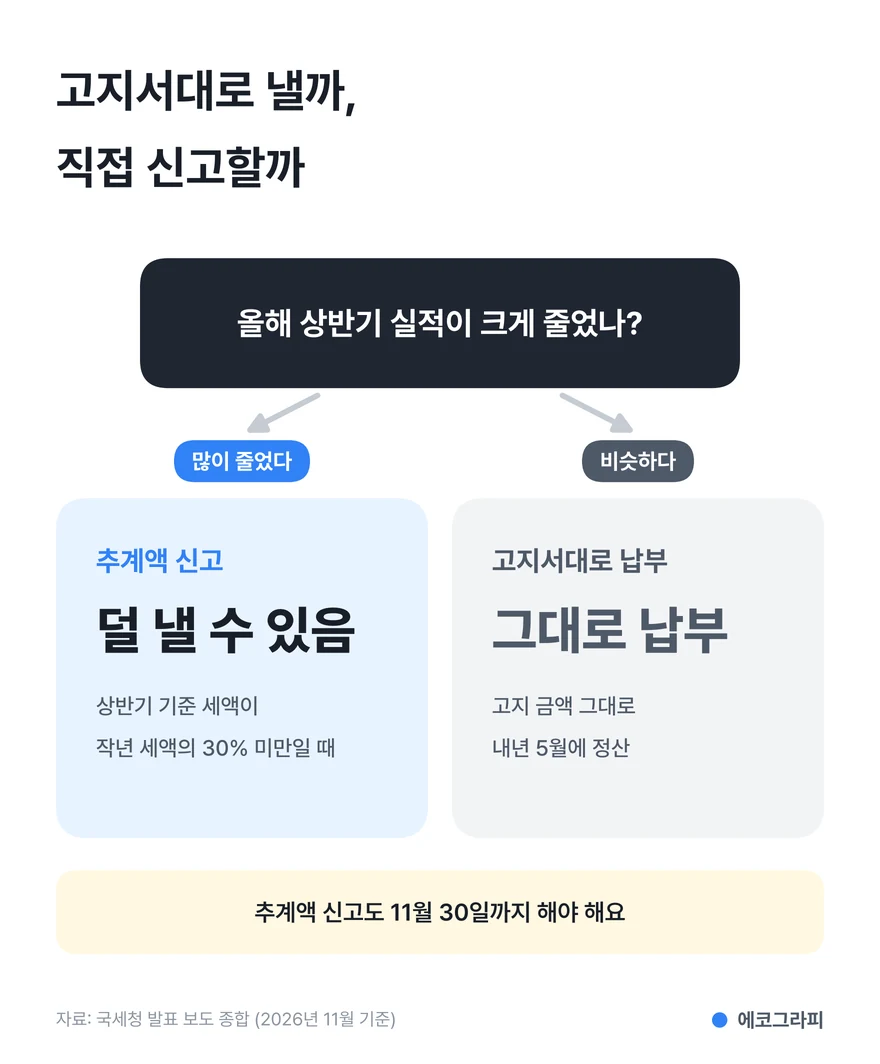 고지서대로 낼까,
직접 신고할까
올해 상반기 실적이 크게 줄었나?
많이 줄었다
비슷하다
추계액 신고
덜 낼 수 있음
상반기 기준 세액이
작년 세액의 30% 미만일 때
고지서대로 납부
그대로 납부
고지 금액 그대로
내년 5월에 정산
추계액 신고도 11월 30일까지 해야 해요
자료: 국세청 발표 보도 종합 (2026년 11월 기준)
에코그라피